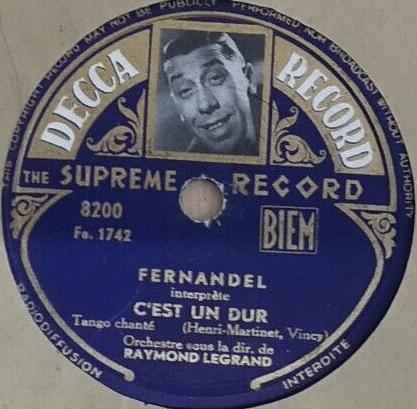 THIS COPYRIGHT RECORD MAY NOT BE PUBLICLY PERFORMED NOR BROADCAST WITHOUT AUTHORITY
DECCA RECORD
THE SUPREME RECORD
8200
Fo. 1742
BIEM
FERNANDEL
interprète
C'EST UN DUR
Tango chanté (Henri-Martinet, Vincy)
Orchestre sous la dir. de
RAYMOND LEGRAND
RADIODIFFUSION INTERDITE